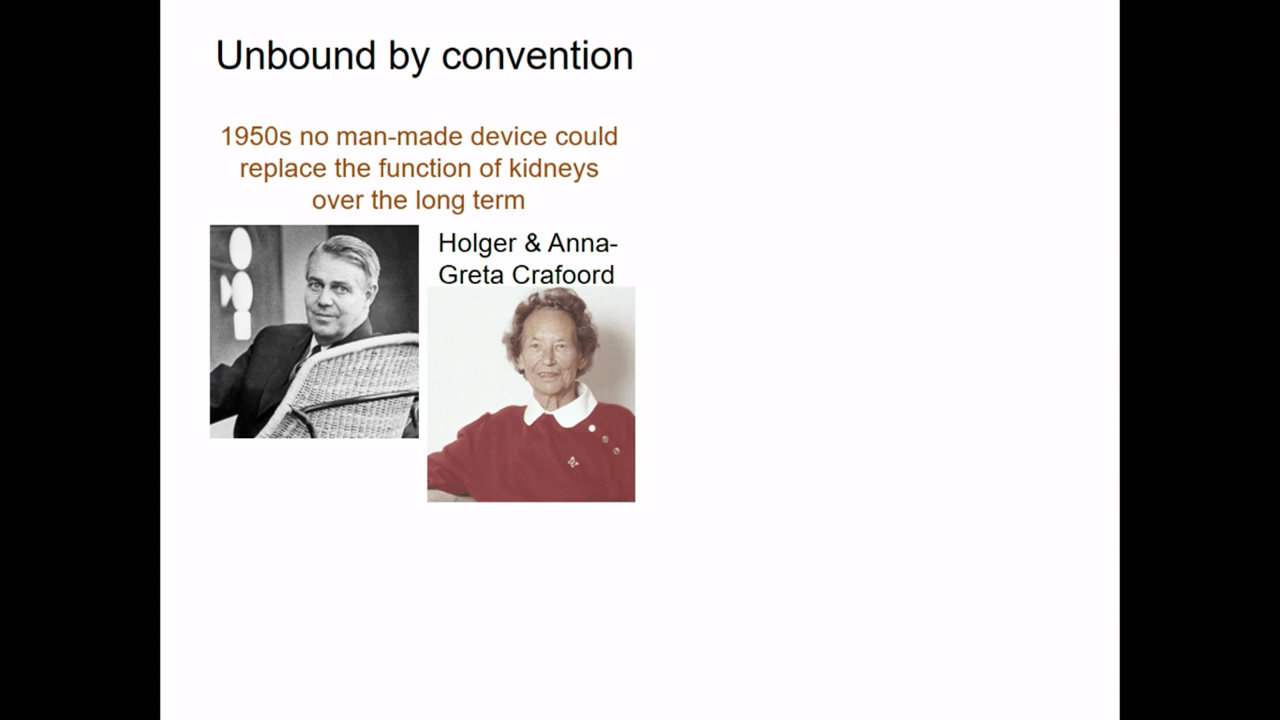 Unbound by convention
1950s no man-made device could
replace the function of kidneys
over the long term
Holger & Anna-
Greta Crafoord